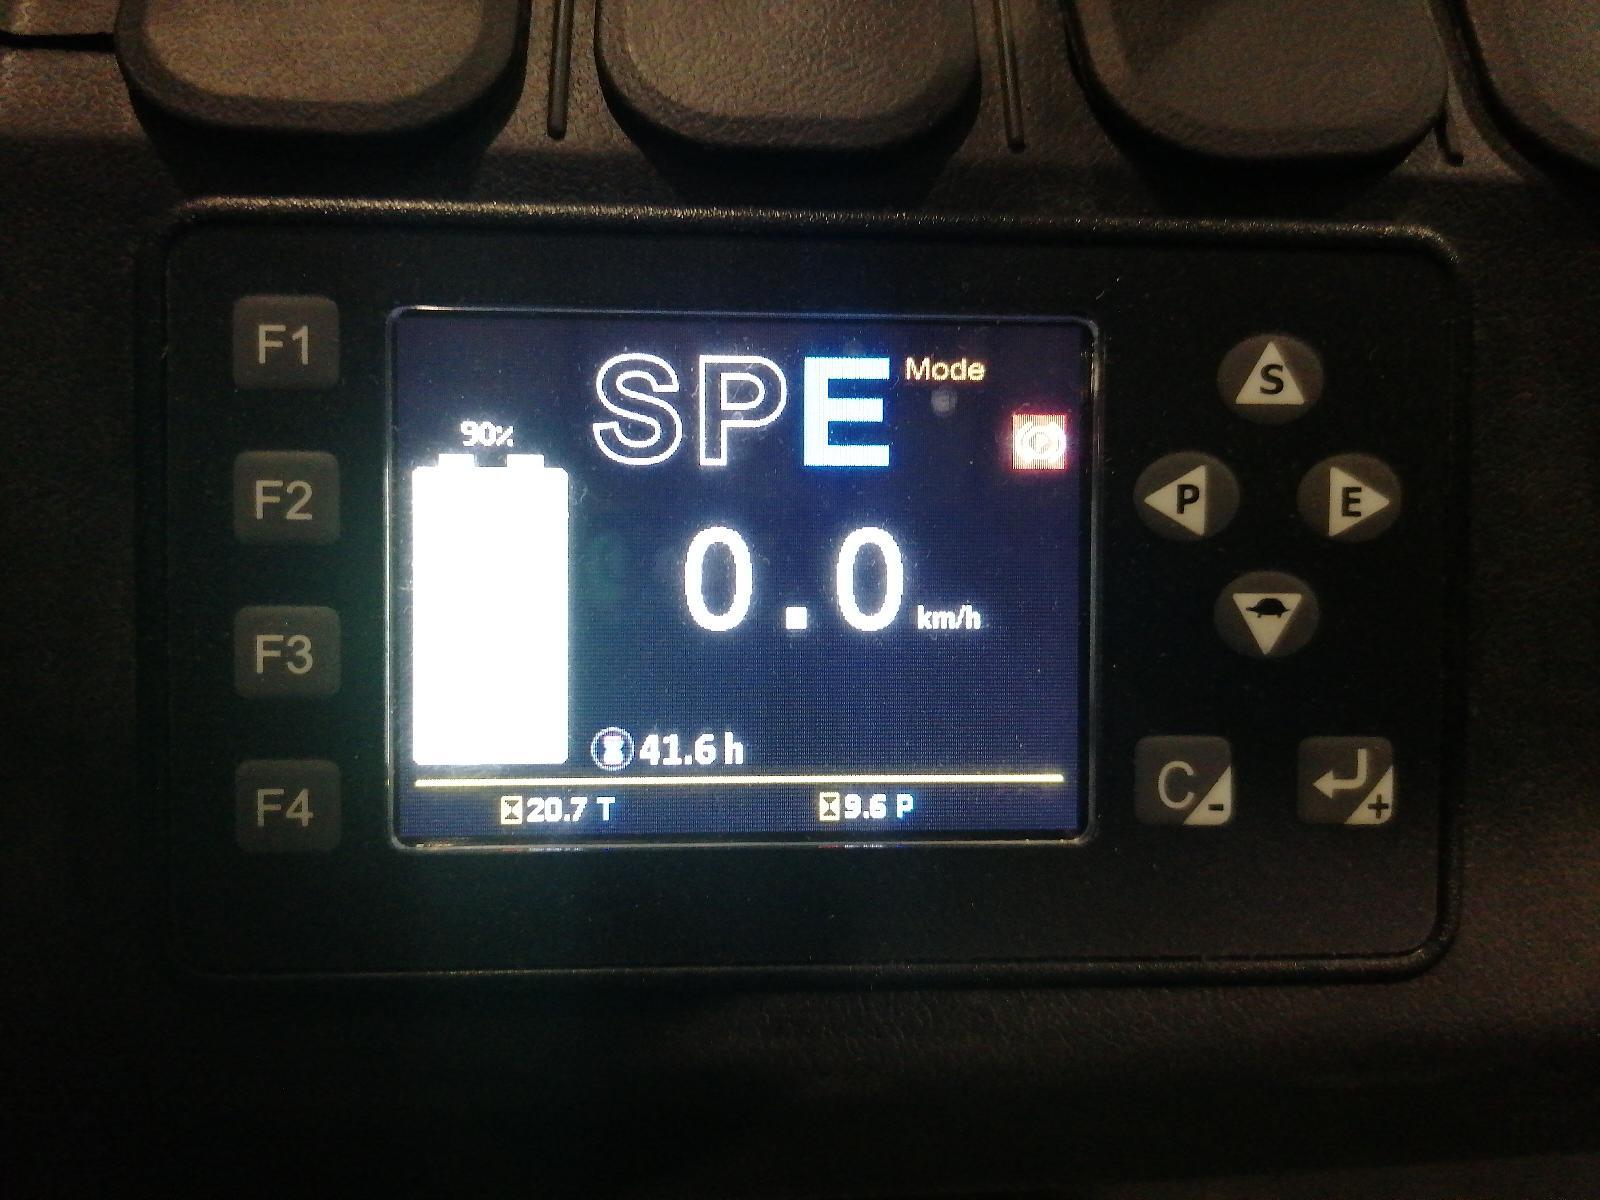 F1
F2
F3
F4
SPE Mode
90%
P
0.0 km/h
41.6 h
20.7 T
9.6 P
S
P
E
C -
+